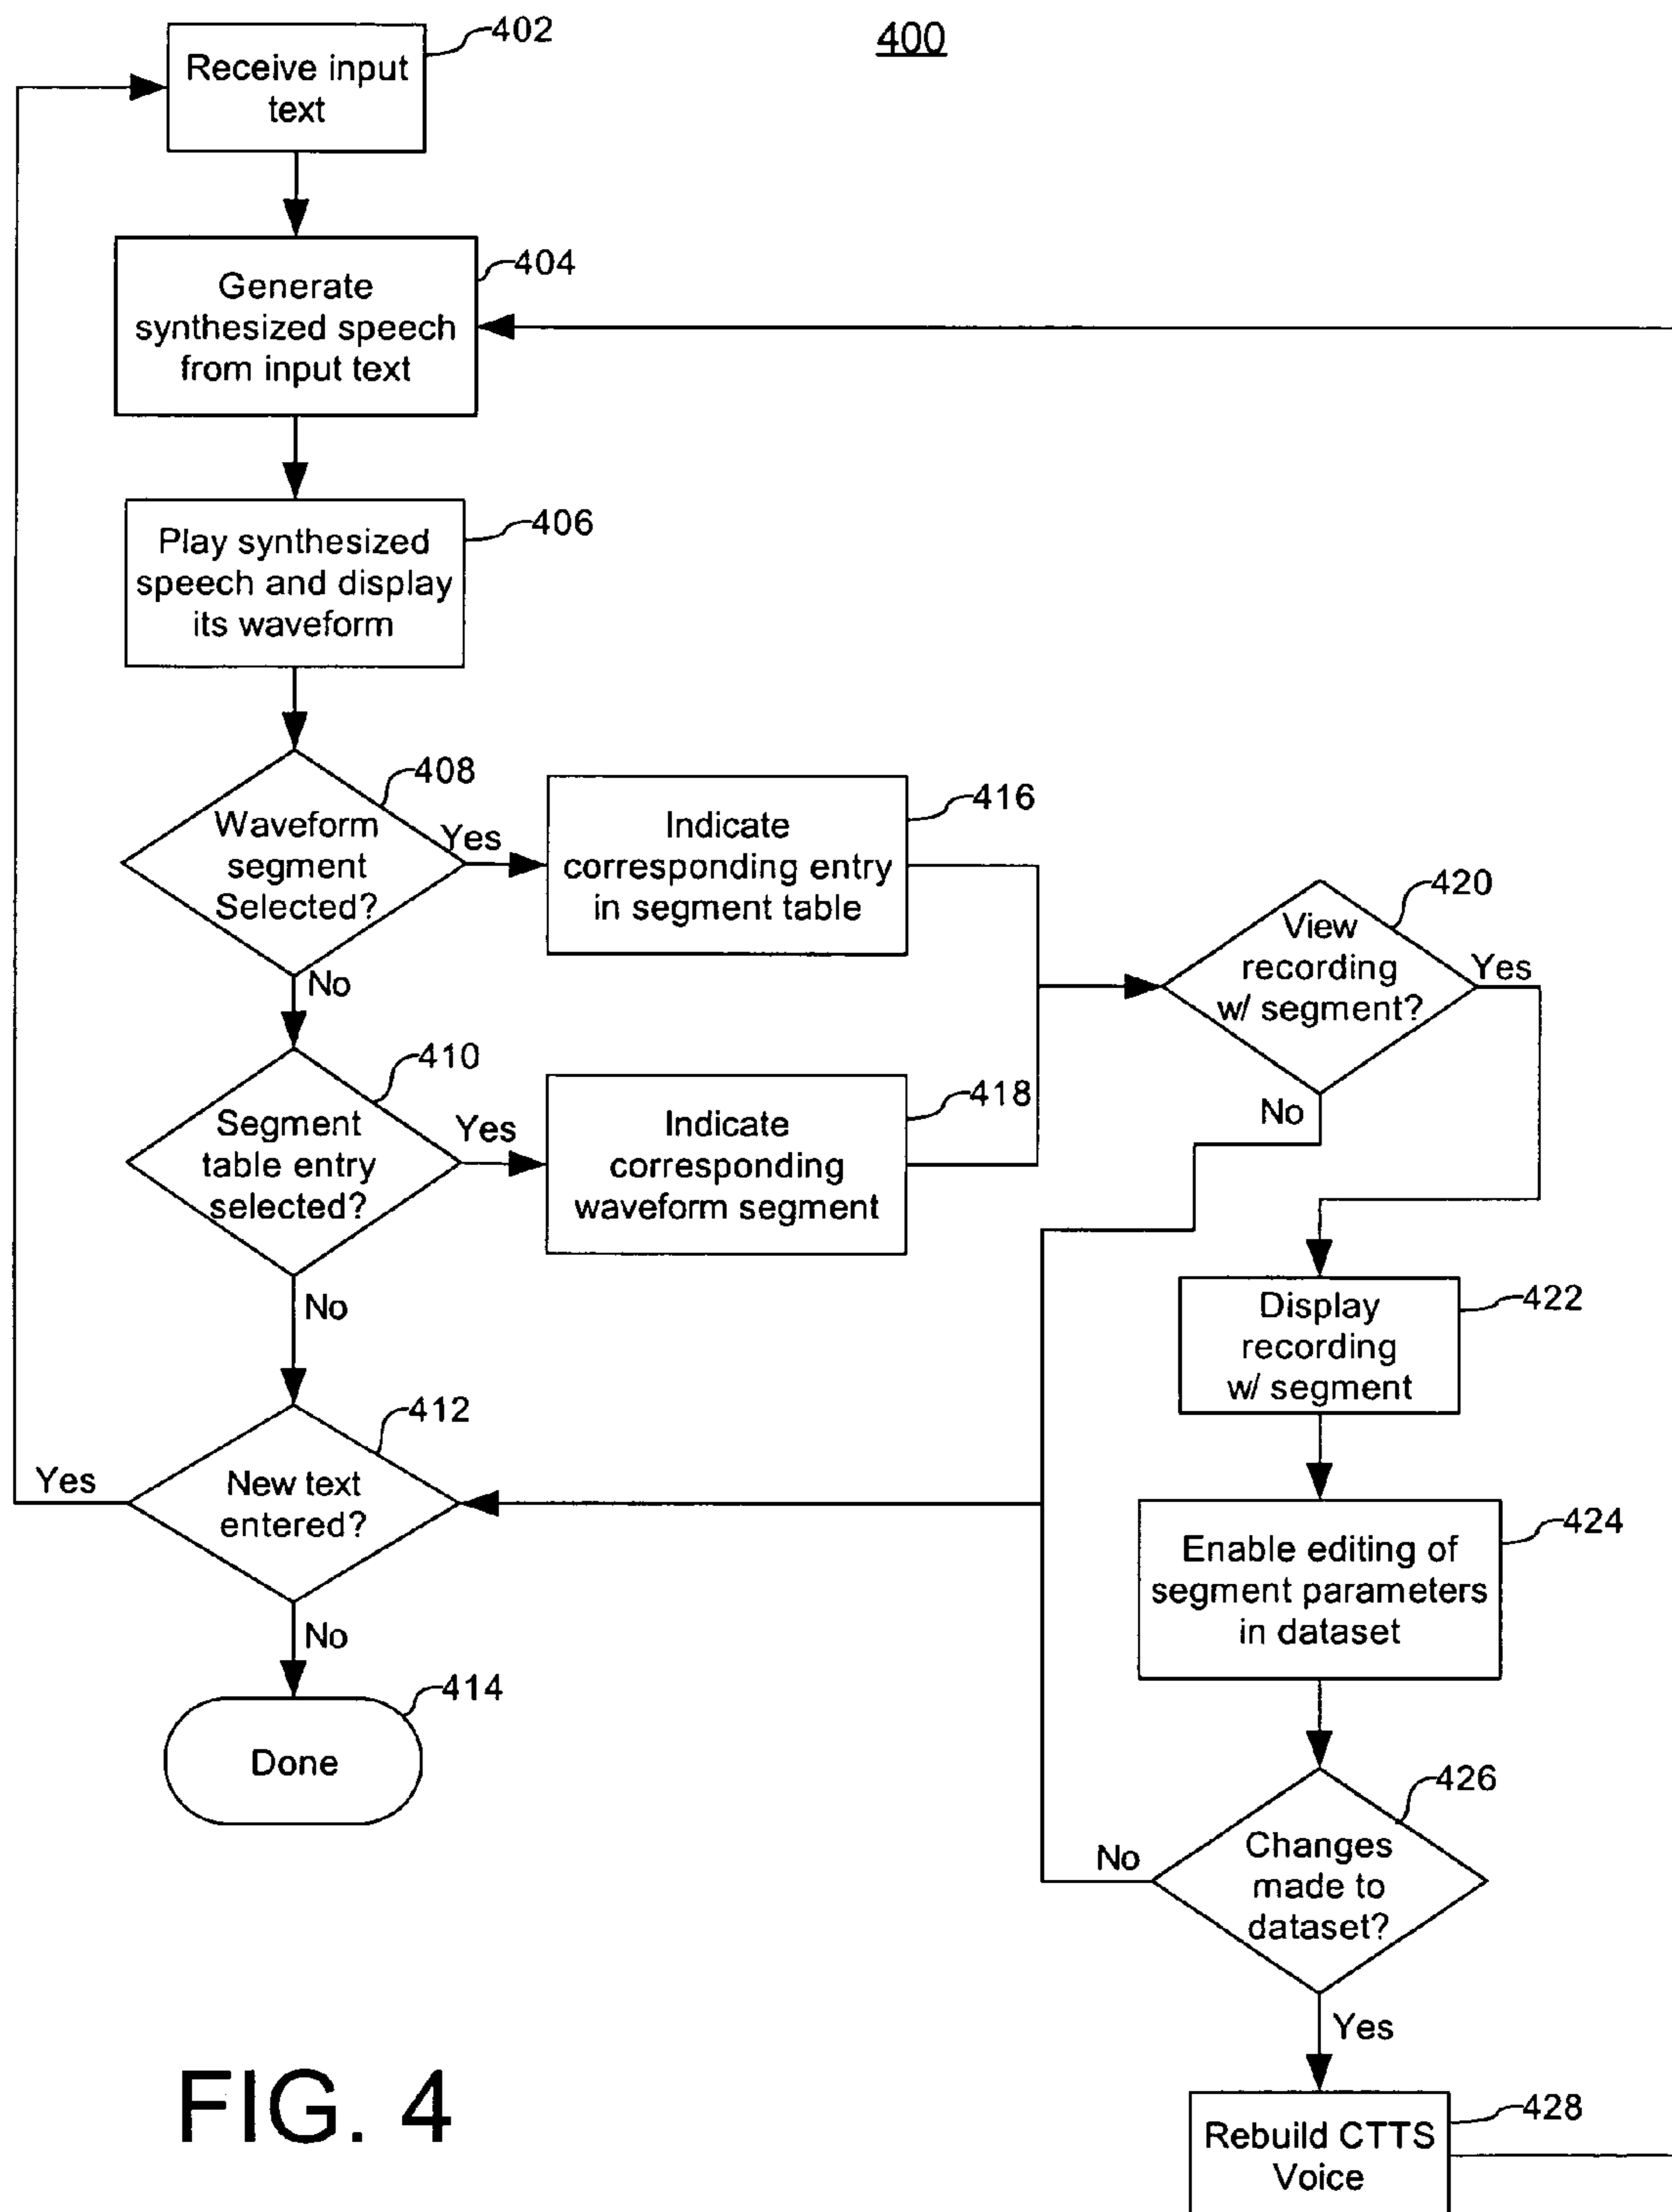 400
402
Receive input
text
404
Generate
synthesized speech
from input text
406
Play synthesized
speech and display
its waveform
408
Waveform
segment
Selected?
Yes
No
416
Indicate
corresponding entry
in segment table
410
Segment
table entry
selected?
Yes
No
418
Indicate
corresponding
waveform segment
412
New text
entered?
Yes
No
414
Done
420
View
recording
w/ segment?
Yes
No
422
Display
recording
w/ segment
424
Enable editing of
segment parameters
in dataset
426
Changes
made to
dataset?
No
Yes
428
Rebuild CTTS
Voice
FIG. 4